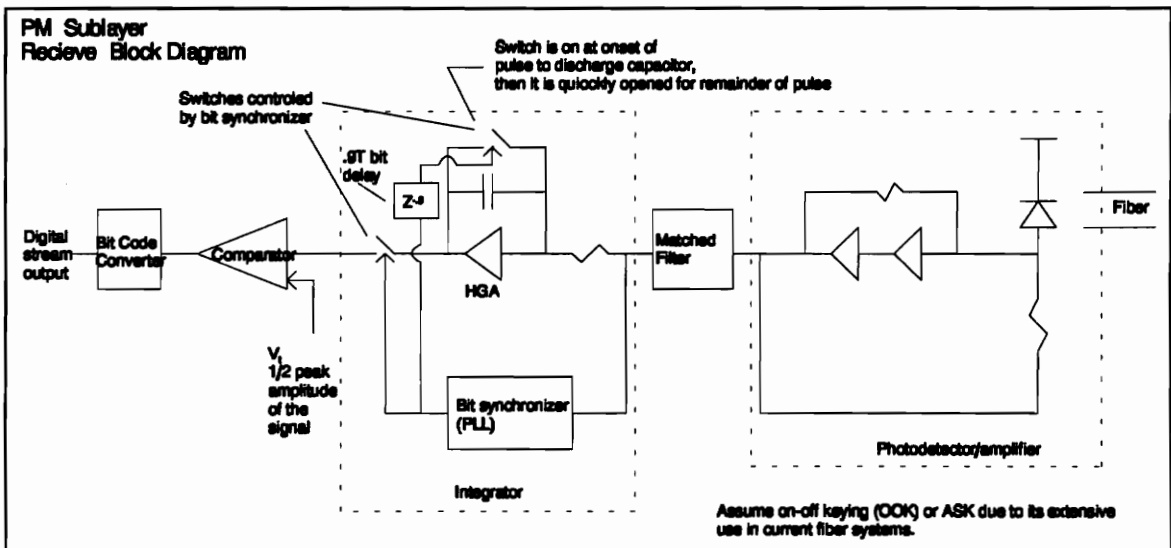 PM Sublayer
Recieve Block Diagram
Switch is on at onset of
pulse to discharge capacitor,
then it is quiockly opened for remainder of pulse
Switches controled
by bit synchronizer
.9T bit
delay
Z-.9
Digital
stream
output
Bit Code
Converter
Comparator
HGA
Matched
Filter
Fiber
Vt
1/2 peak
amplitude
of the
signal
Bit synchronizer
(PLL)
Photodetector/amplifier
Integrator
Assume on-off keying (OOK) or ASK due to its extensive
use in current fiber systems.